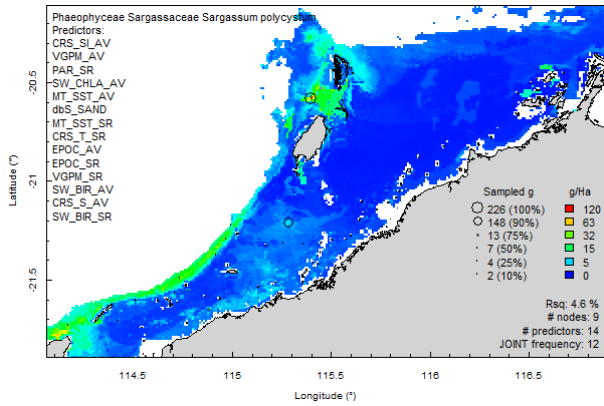 Phaeophyceae Sargassaceae Sargassum polycystum
Predictors:
CRS_SI_AV
VGPM_AV
PAR_SR
SW_CHLA_AV
MT_SST_AV
dbS_SAND
MT_SST_SR
CRS_T_SR
EPOC_AV
EPOC_SR
VGPM_SR
SW_BIR_AV
CRS_S_AV
SW_BIR_SR
Latitude (°)
-20.5
-21
-21.5
Sampled g
226 (100%)
148 (90%)
13 (75%)
7 (50%)
4 (25%)
2 (10%)
g/Ha
120
63
32
15
5
0
Rsq: 4.6 %
# nodes: 9
# predictors: 14
JOINT frequency: 12
114.5 115 115.5 116 116.5
Longitude (°)